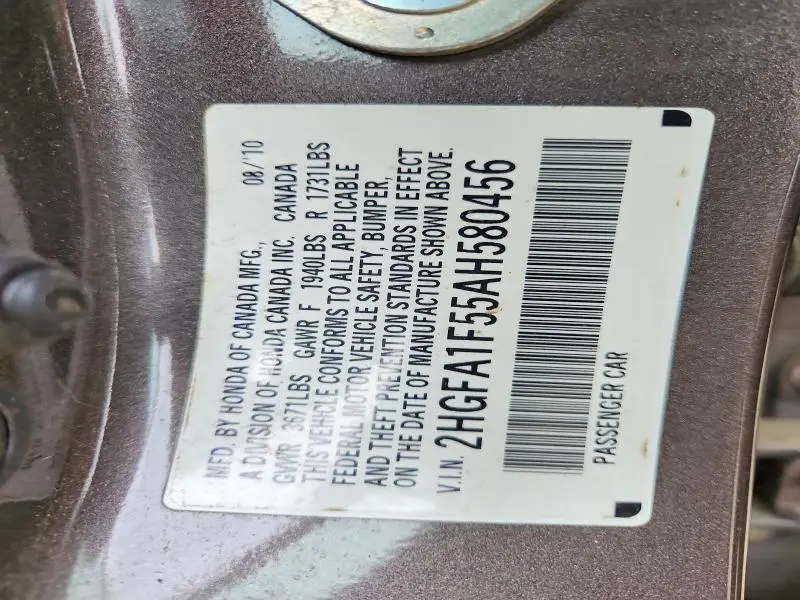 MFD. BY HONDA OF CANADA MFG., 08/'10
A DIVISION OF HONDA CANADA INC. CANADA
GVWR 3671LBS GAWR F 1940LBS R 1731LBS
THIS VEHICLE CONFORMS TO ALL APPLICABLE
FEDERAL MOTOR VEHICLE SAFETY, BUMPER,
AND THEFT PREVENTION STANDARDS IN EFFECT
ON THE DATE OF MANUFACTURE SHOWN ABOVE.
V.I.N. 2HGFA1F55AH580456
PASSENGER CAR